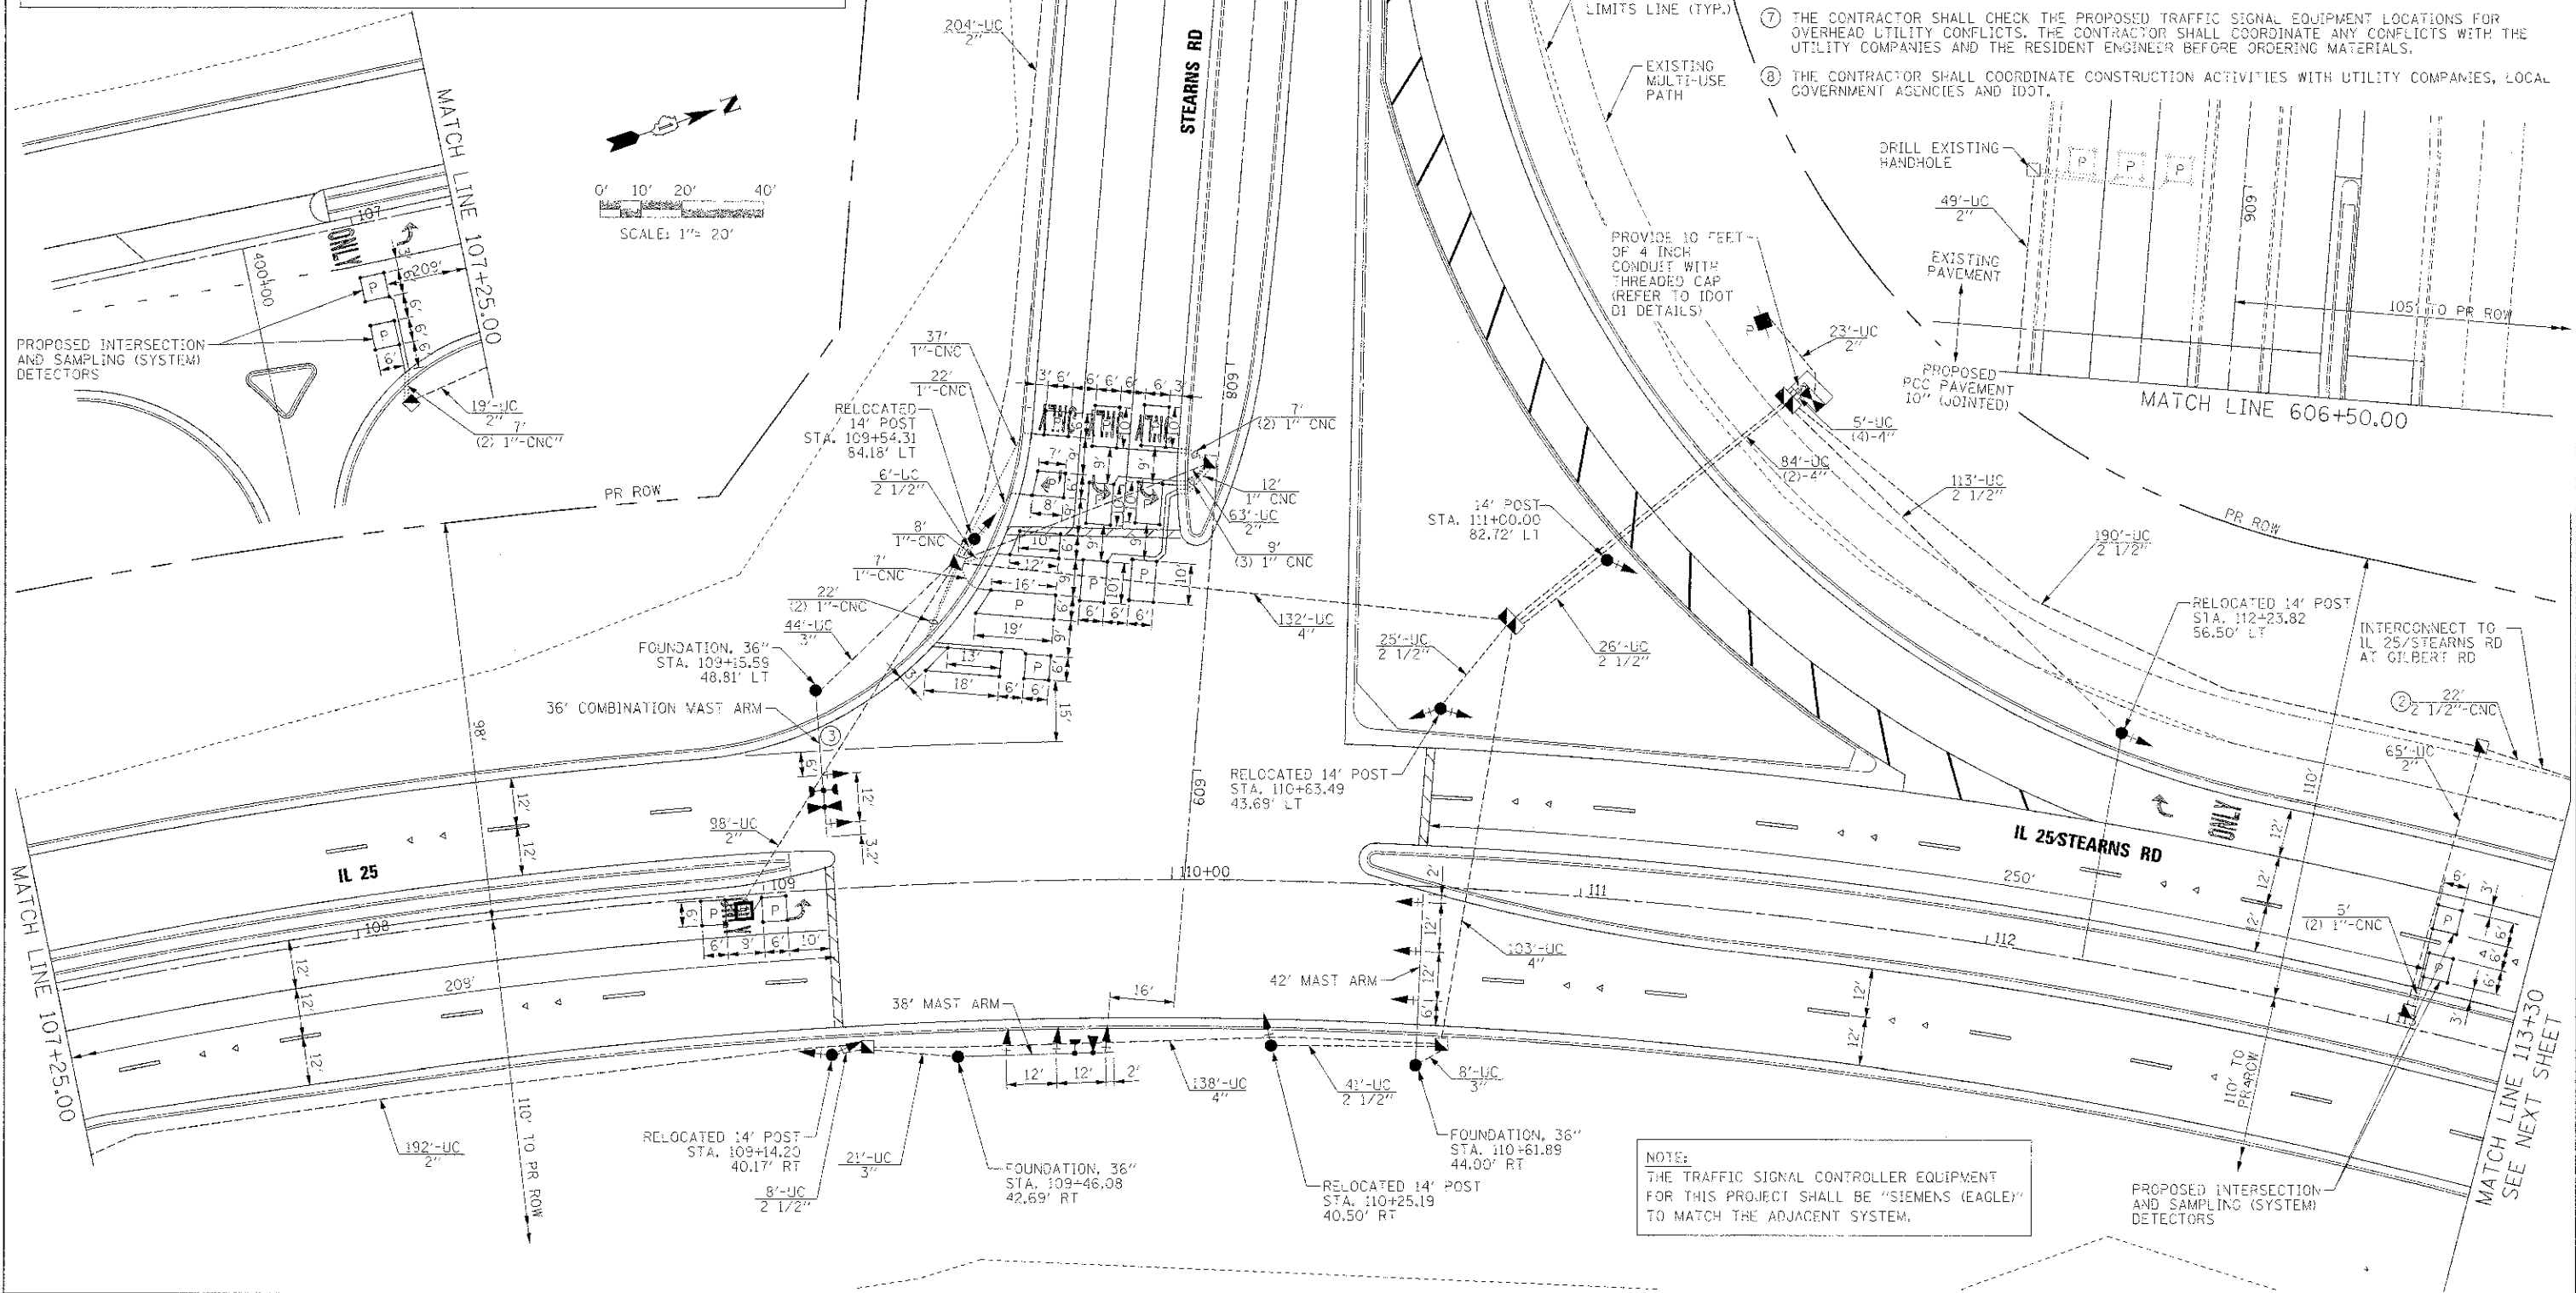 LIMITS LINE (TYP.)
⑦ THE CONTRACTOR SHALL CHECK THE PROPOSED TRAFFIC SIGNAL EQUIPMENT LOCATIONS FOR
OVERHEAD UTILITY CONFLICTS. THE CONTRACTOR SHALL COORDINATE ANY CONFLICTS WITH THE
UTILITY COMPANIES AND THE RESIDENT ENGINEER BEFORE ORDERING MATERIALS.
⑧ THE CONTRACTOR SHALL COORDINATE CONSTRUCTION ACTIVITIES WITH UTILITY COMPANIES, LOCAL
GOVERNMENT AGENCIES AND IDOT.
204'-UC
2"
STEARNS RD
EXISTING
MULTI-USE
PATH
MATCH LINE 107+25.00
N
0' 10' 20' 40'
SCALE: 1"= 20'
107
ONLY
400+00
209'
PROPOSED INTERSECTION
AND SAMPLING (SYSTEM)
DETECTORS
19'-UC
2"
7'
(2) 1"-CNC"
PR ROW
DRILL EXISTING
HANDHOLE
P P P
49'-UC
2"
606
EXISTING
PAVEMENT
105' TO PR ROW
PROPOSED
PCC PAVEMENT
10" (JOINTED)
MATCH LINE 606+50.00
PROVIDE 10 FEET
OF 4 INCH
CONDUIT WITH
THREADED CAP
(REFER TO IDOT
D1 DETAILS)
23'-UC
2"
5'-UC
(4)-4"
84'-UC
(2)-4"
113'-UC
2 1/2"
190'-UC
2 1/2"
PR ROW
37'
1"-CNC
22'
1"-CNC
RELOCATED
14' POST
STA. 109+54.31
84.18' LT
6'-UC
2 1/2"
8'
1"-CNC
7'
1"-CNC
22'
(2) 1"-CNC
44'-UC
3"
608
7'
(2) 1" CNC
12'
1" CNC
63'-UC
2"
9'
(3) 1" CNC
14' POST
STA. 111+00.00
82.72' LT
132'-UC
4"
25'-UC
2 1/2"
26'-UC
2 1/2"
FOUNDATION, 36"
STA. 109+15.59
48.81' LT
36' COMBINATION MAST ARM
③
RELOCATED 14' POST
STA. 112+23.82
56.50' LT
INTERCONNECT TO
IL 25/STEARNS RD
AT GILBERT RD
② 22'
2 1/2"-CNC
65'-UC
2"
RELOCATED 14' POST
STA. 110+63.49
43.69' LT
609
98'
98'-UC
2"
IL 25
MATCH LINE 107+25.00
108
109
110+00
111
112
ONLY
IL 25/STEARNS RD
250'
110'
5'
(2) 1"-CNC
103'-UC
4"
42' MAST ARM
209'
38' MAST ARM
16'
12' 12' 2'
138'-UC
4"
41'-UC
2 1/2"
8'-UC
3"
192'-UC
2"
110' TO PR ROW
RELOCATED 14' POST
STA. 109+14.20
40.17' RT
8'-UC
2 1/2"
21'-UC
3"
FOUNDATION, 36"
STA. 109+46.08
42.69' RT
RELOCATED 14' POST
STA. 110+25.19
40.50' RT
FOUNDATION, 36"
STA. 110+61.89
44.00' RT
NOTE:
THE TRAFFIC SIGNAL CONTROLLER EQUIPMENT
FOR THIS PROJECT SHALL BE "SIEMENS (EAGLE)"
TO MATCH THE ADJACENT SYSTEM.
PROPOSED INTERSECTION
AND SAMPLING (SYSTEM)
DETECTORS
MATCH LINE 113+30
SEE NEXT SHEET